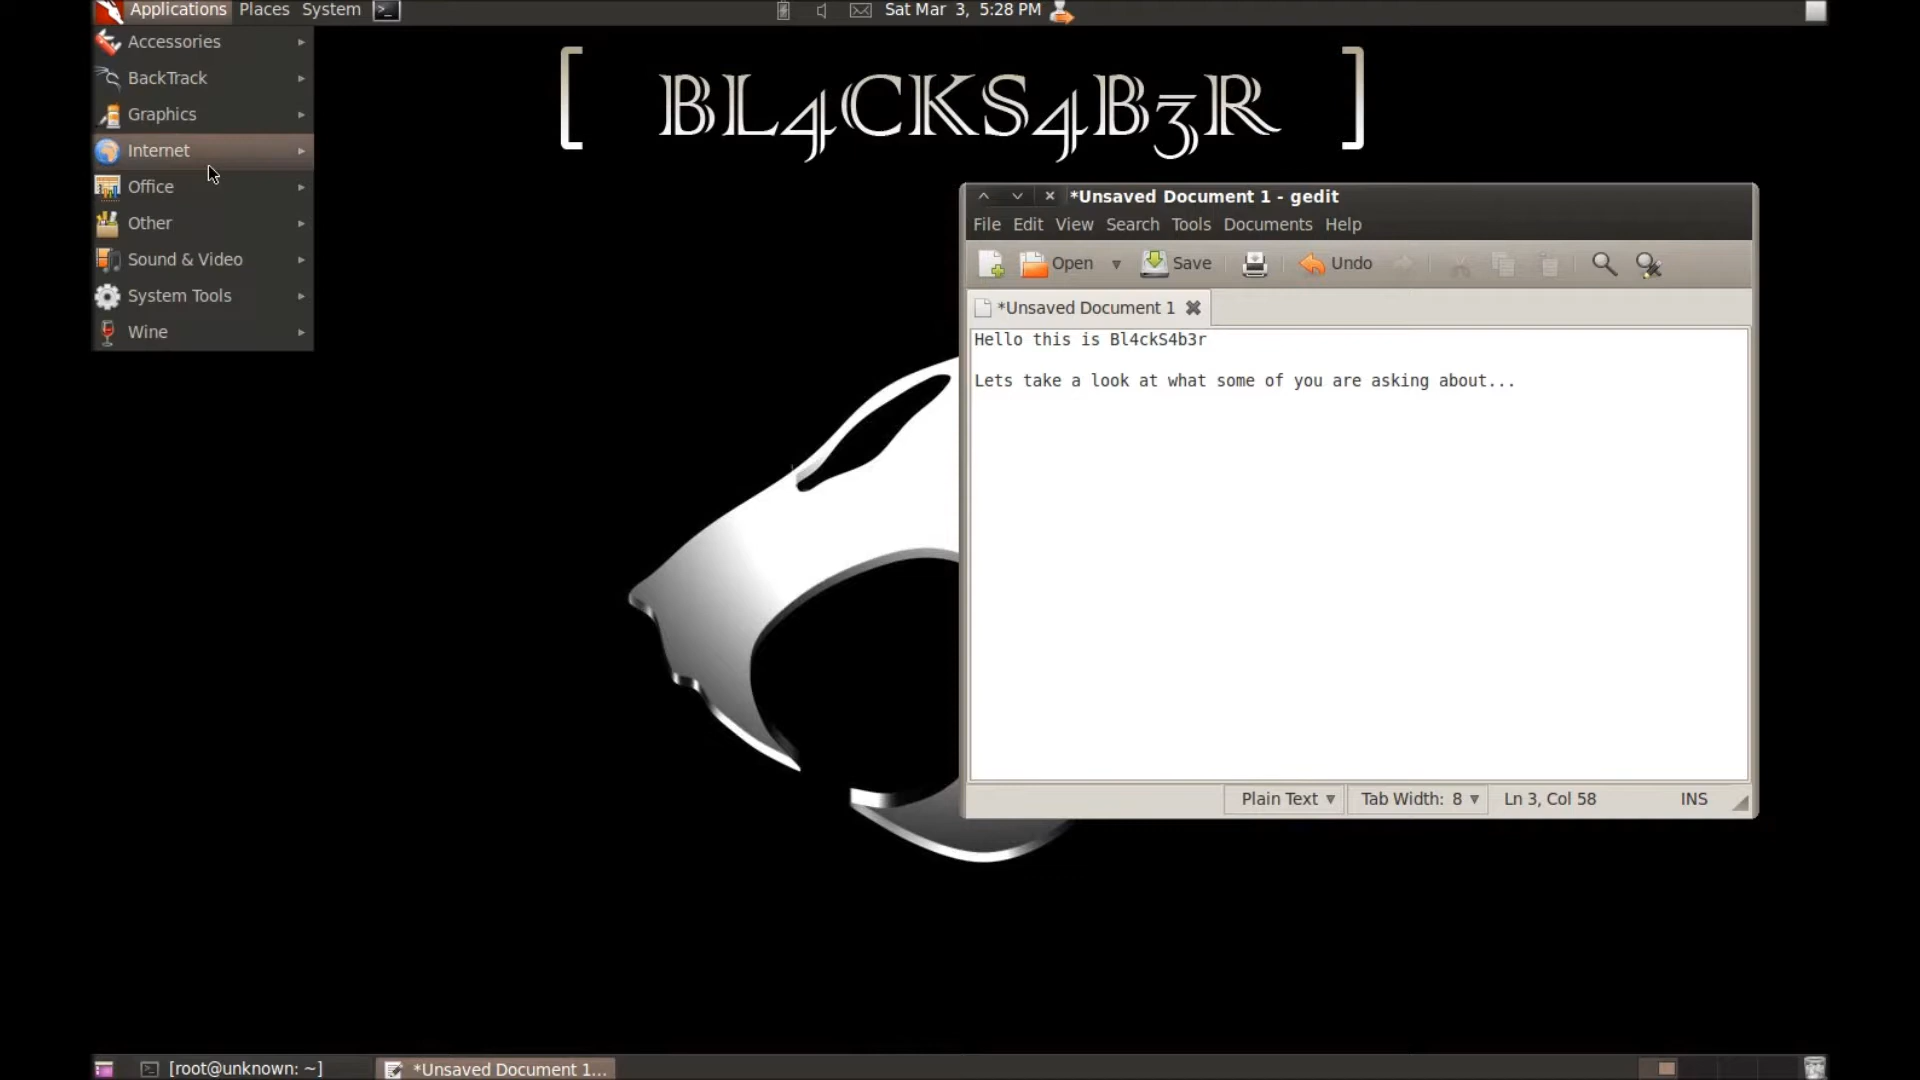 Applications Places System
Sat Mar 3, 5:28 PM
Accessories
BackTrack
Graphics
Internet
Office
Other
Sound & Video
System Tools
Wine
[ BL4CKS4B3R ]
*Unsaved Document 1 - gedit
File Edit View Search Tools Documents Help
Open Save Undo
*Unsaved Document 1
Hello this is Bl4ckS4b3r
Lets take a look at what some of you are asking about...
Plain Text Tab Width: 8 Ln 3, Col 58 INS
[root@unknown: ~] *Unsaved Document 1...